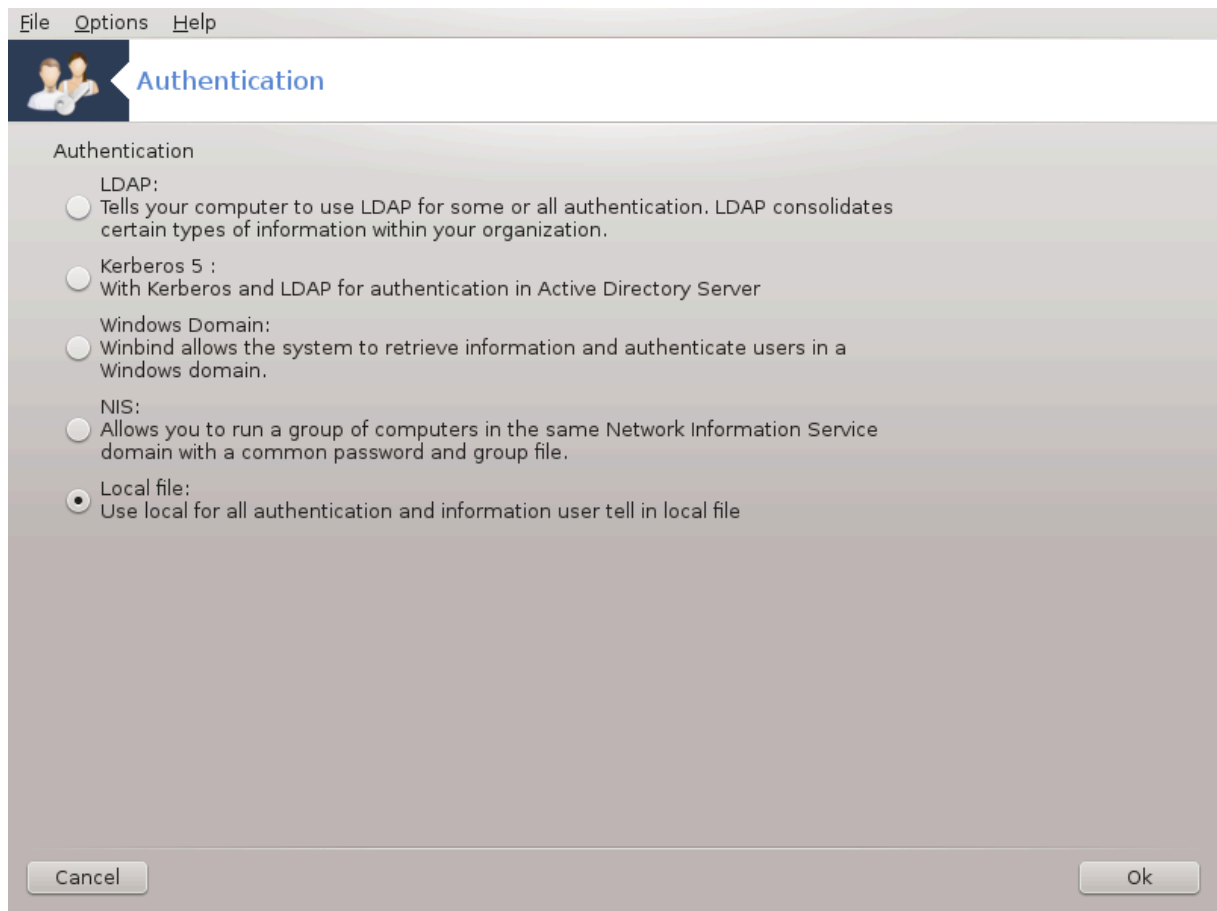 File Options Help
Authentication
Authentication
LDAP:
Tells your computer to use LDAP for some or all authentication. LDAP consolidates
certain types of information within your organization.
Kerberos 5 :
With Kerberos and LDAP for authentication in Active Directory Server
Windows Domain:
Winbind allows the system to retrieve information and authenticate users in a
Windows domain.
NIS:
Allows you to run a group of computers in the same Network Information Service
domain with a common password and group file.
Local file:
Use local for all authentication and information user tell in local file
Cancel Ok